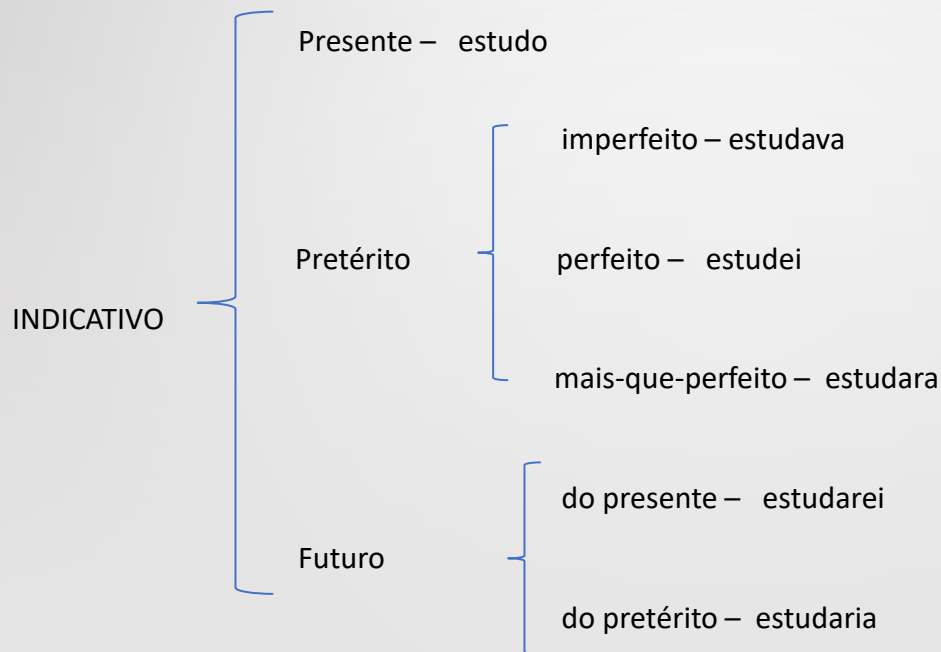 Presente – estudo
imperfeito – estudava
Pretérito
perfeito – estudei
INDICATIVO
mais-que-perfeito – estudara
do presente – estudarei
Futuro
do pretérito – estudaria